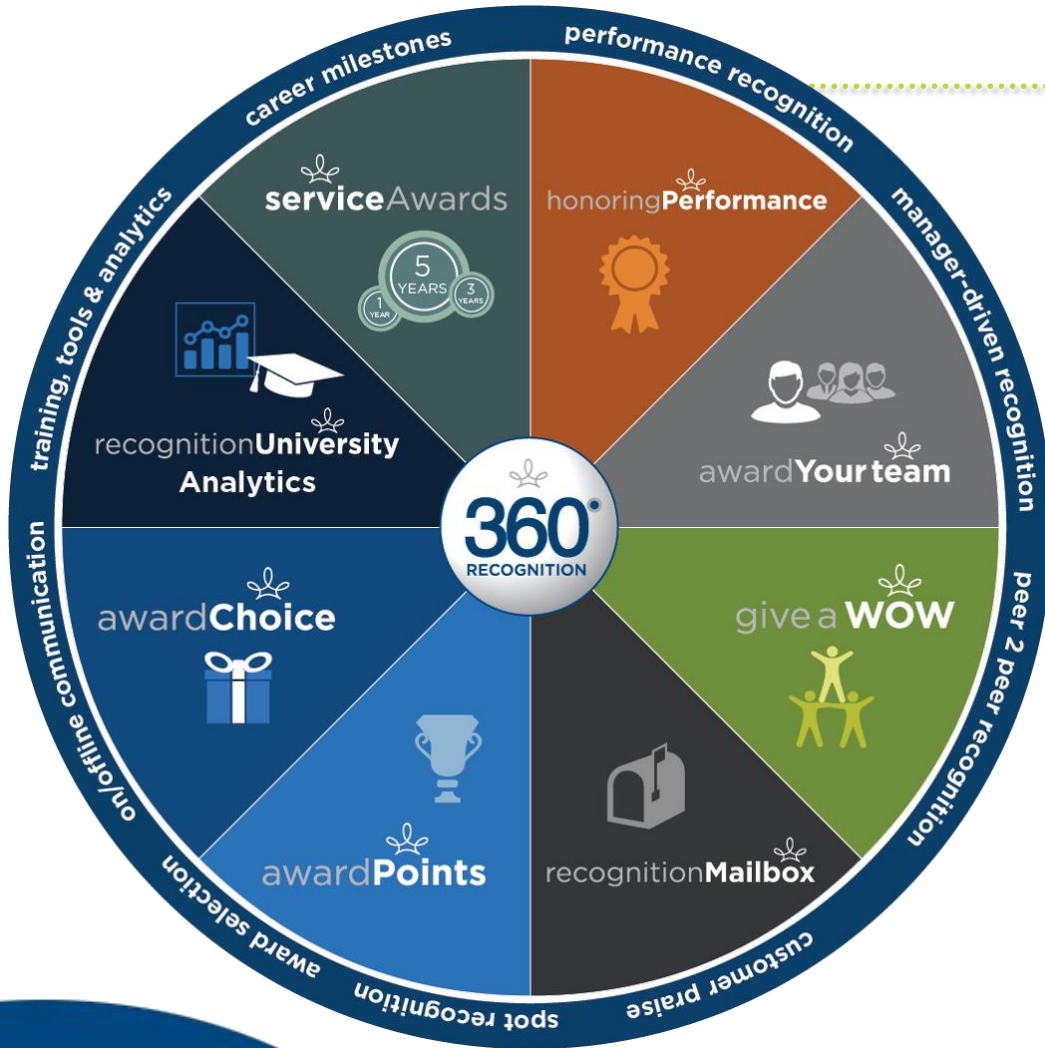 career milestones
performance recognition
manager-driven recognition
peer 2 peer recognition
customer praise
spot recognition
award selection
on/offline communication
training, tools & analytics
serviceAwards
5
YEARS
1
YEAR
3
YEARS
honoringPerformance
awardYourteam
give a WOW
recognitionMailbox
awardPoints
awardChoice
recognitionUniversity
Analytics
360°
RECOGNITION